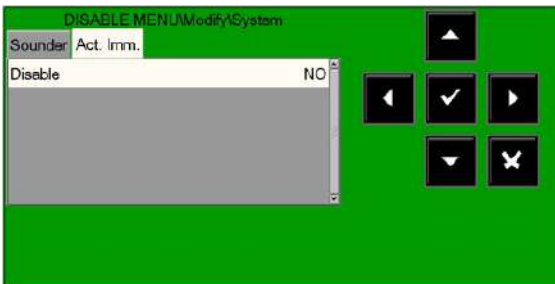 DISABLE MENU\Modify\System
Sounder Act. Imm.
Disable NO